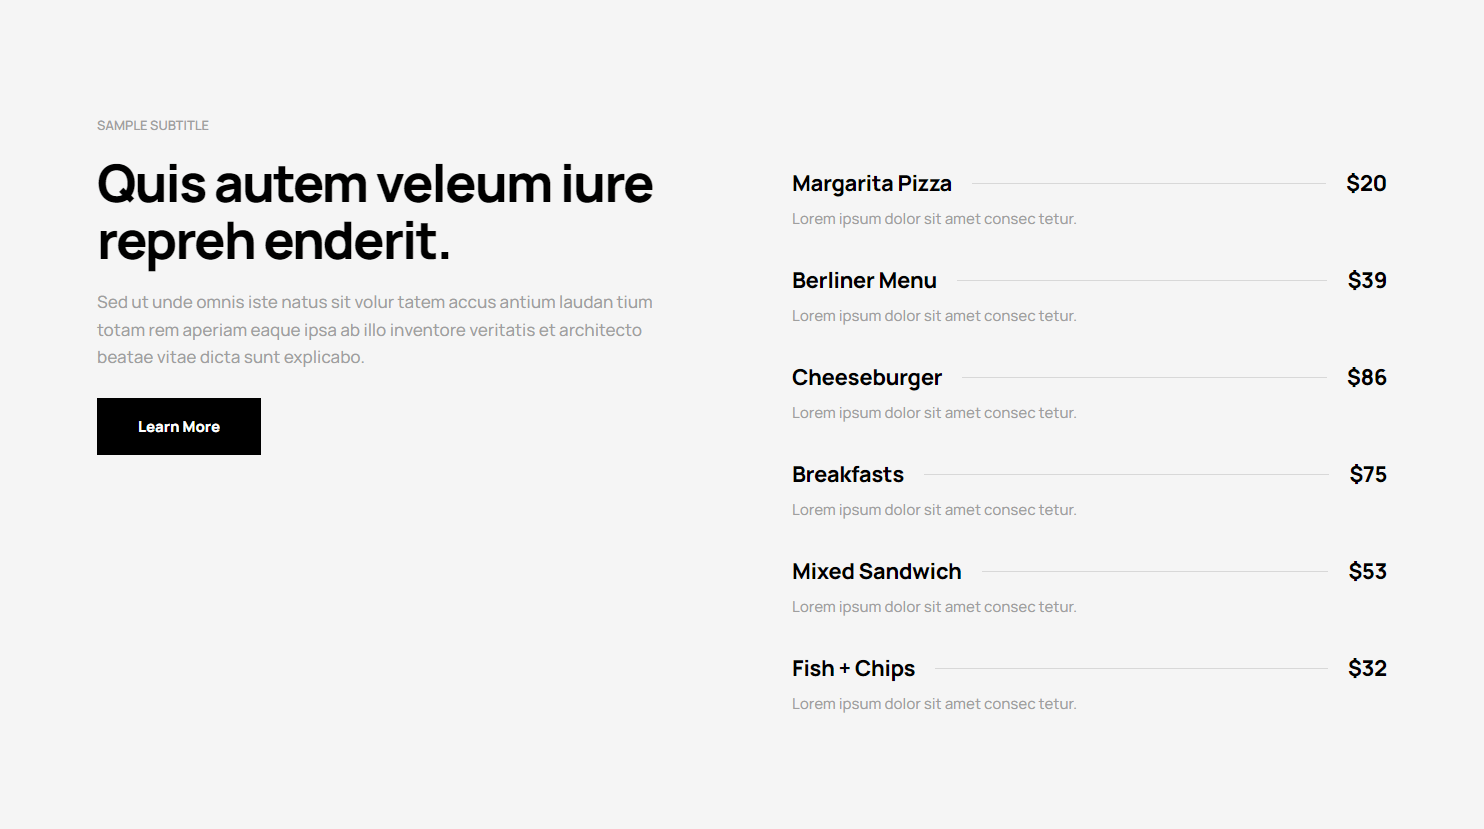 SAMPLE SUBTITLE
Quis autem veleum iure
repreh enderit.
Sed ut unde omnis iste natus sit volur tatem accus antium laudan tium
totam rem aperiam eaque ipsa ab illo inventore veritatis et architecto
beatae vitae dicta sunt explicabo.
Learn More
Margarita Pizza $20
Lorem ipsum dolor sit amet consec tetur.
Berliner Menu $39
Lorem ipsum dolor sit amet consec tetur.
Cheeseburger $86
Lorem ipsum dolor sit amet consec tetur.
Breakfasts $75
Lorem ipsum dolor sit amet consec tetur.
Mixed Sandwich $53
Lorem ipsum dolor sit amet consec tetur.
Fish + Chips $32
Lorem ipsum dolor sit amet consec tetur.